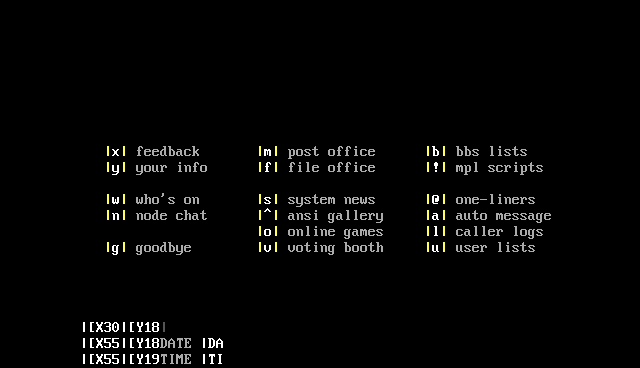 |x| feedback |m| post office |b| bbs lists
|y| your info |f| file office |!| mpl scripts
|w| who's on |s| system news |@| one-liners
|n| node chat |^| ansi gallery |a| auto message
|o| online games |l| caller logs
|g| goodbye |v| voting booth |u| user lists
|[X30|[Y18|
|[X55|[Y18DATE |DA
|[X55|[Y19TIME |TI